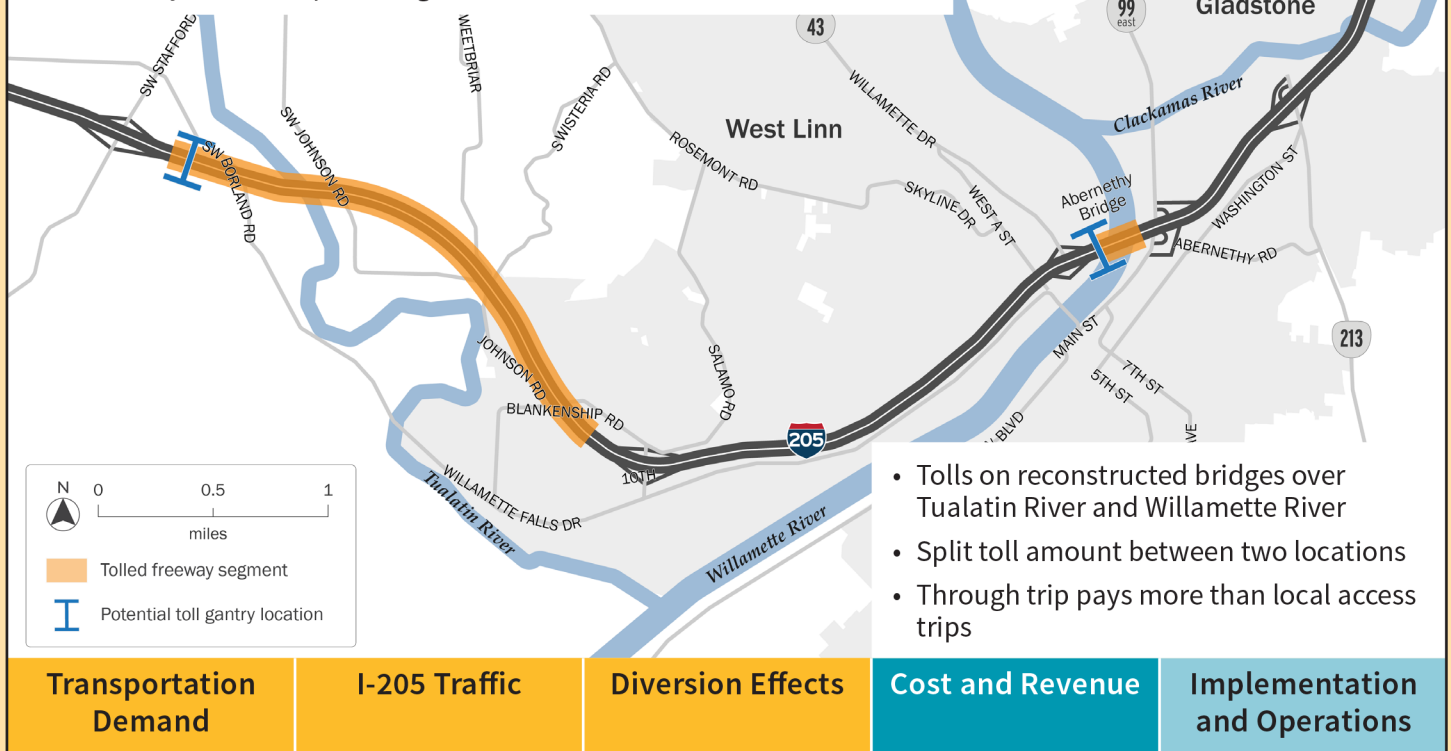 99
east
Gladstone
43
SW STAFFORD
WEETBRIAR
WILLAMETTE DR
Clackamas River
S WISTERIA RD
SW JOHNSON RD
West Linn
ROSEMONT RD
SW BORLAND RD
SKYLINE DR
WEST A ST
Abernethy
Bridge
WASHINGTON ST
ABERNETHY RD
213
MAIN ST
7TH ST
5TH ST
JOHNSON RD
SALAMO RD
BLANKENSHIP RD
205
BLVD
VE
10TH
WILLAMETTE FALLS DR
Tualatin River
Willamette River
N
0 0.5 1
miles
Tolled freeway segment
Potential toll gantry location
• Tolls on reconstructed bridges over
Tualatin River and Willamette River
• Split toll amount between two locations
• Through trip pays more than local access
trips
Transportation
Demand
I-205 Traffic
Diversion Effects
Cost and Revenue
Implementation
and Operations